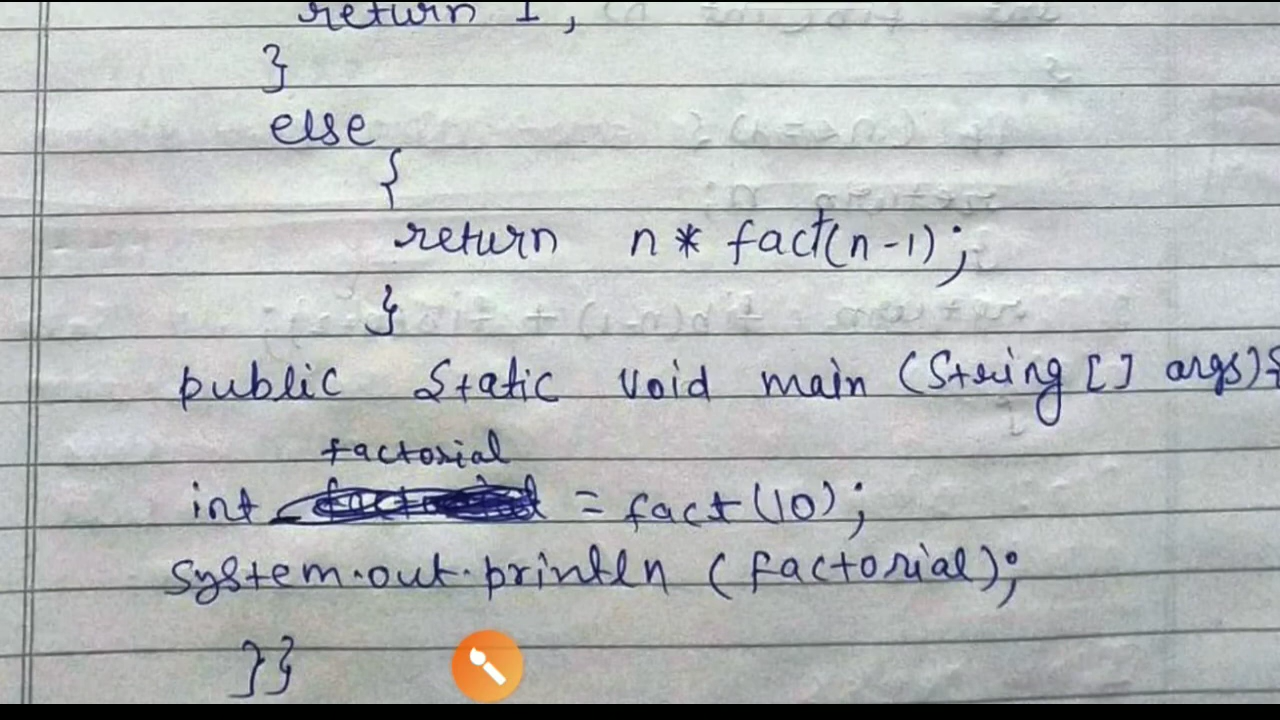 return 1;
}
else
{
return n * fact(n-1);
}
public static void main (String [] args){
factorial
int = fact (10);
system.out.println (factorial);
}}